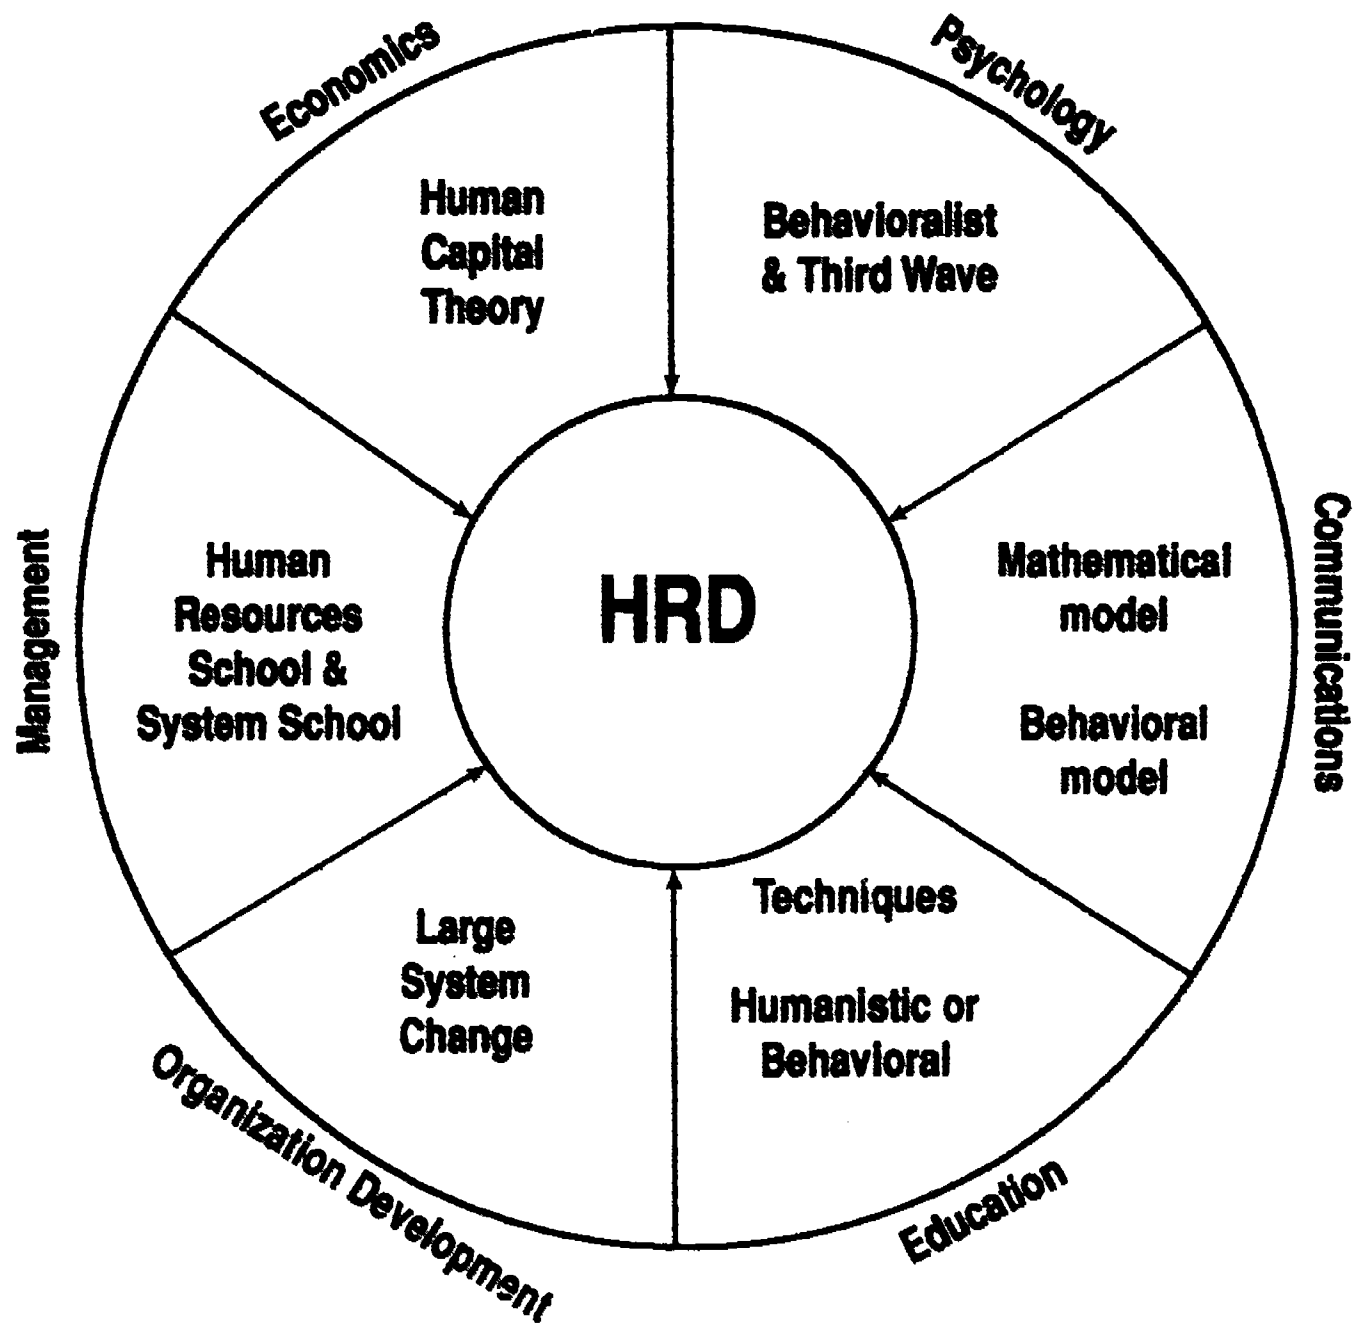 Economics
Psychology
Human
Capital
Theory
Behavioralist
& Third Wave
Management
Human
Resources
School &
System School
HRD
Mathematical
model
Behavioral
model
Communications
Large
System
Change
Techniques
Humanistic or
Behavioral
Organization Development
Education